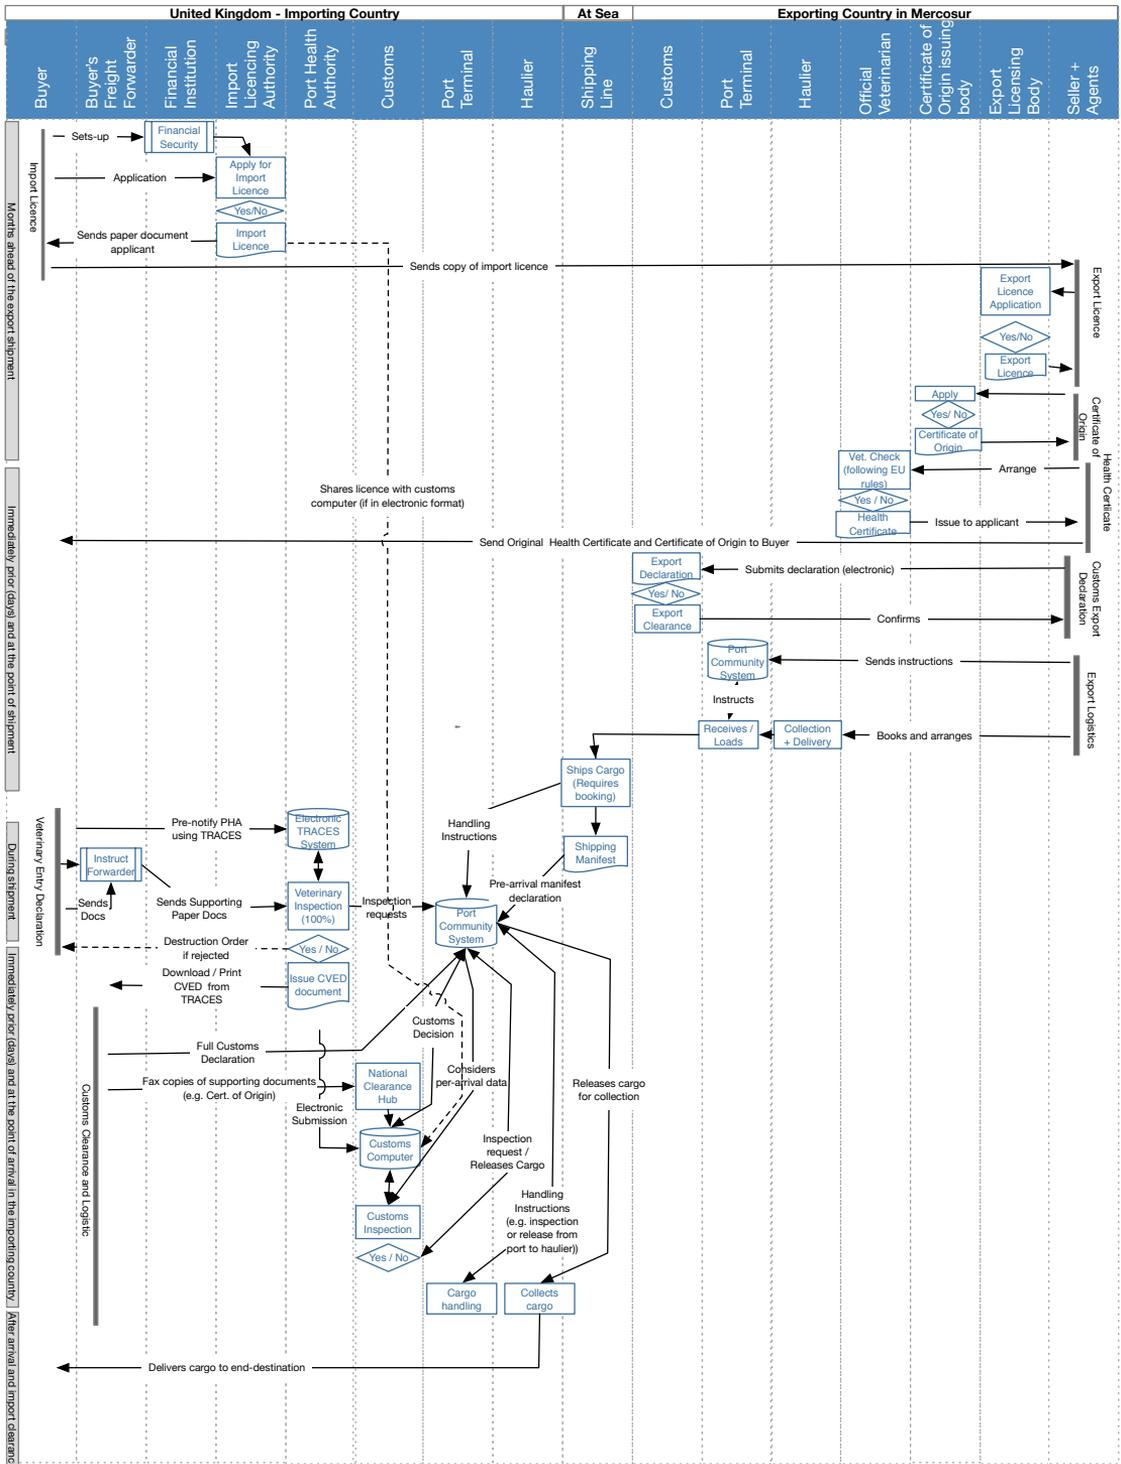 United Kingdom - Importing Country
At Sea
Exporting Country in Mercosur
Buyer
Buyer's
Freight
Forwarder
Financial
Institution
Import
Licencing
Authority
Port Health
Authority
Customs
Port
Terminal
Haulier
Shipping
Line
Customs
Port
Terminal
Haulier
Official
Veterinarian
Certificate of
Origin issuing
body
Export
Licensing
Body
Seller +
Agents
Months ahead of the export shipment
Import Licence
Sets-up
Financial
Security
Application
Apply for
Import
Licence
Yes/No
Sends paper document
applicant
Import
Licence
Sends copy of import licence
Export Licence
Export
Licence
Application
Yes/No
Export
Licence
Certificate of
Origin
Apply
Yes/ No
Certificate of
Origin
Immediately prior (days) and at the point of shipment
Health Certiicate
Vet. Check
(following EU
rules)
Arrange
Yes / No
Health
Certificate
Issue to applicant
Shares licence with customs
computer (if in electronic format)
Send Original Health Certificate and Certificate of Origin to Buyer
Customs Export
Declaration
Export
Declaration
Submits declaration (electronic)
Yes/ No
Export
Clearance
Confirms
Export Logistics
Port
Community
System
Sends instructions
Instructs
Receives /
Loads
Collection
+ Delivery
Books and arranges
Ships Cargo
(Requires
booking)
Shipping
Manifest
During shipment
Veterinary Entry Declaration
Pre-notify PHA
using TRACES
Electronic
TRACES
System
Handling
Instructions
Instruct
Forwarder
Sends
Docs
Sends Supporting
Paper Docs
Veterinary
Inspection
(100%)
Inspection
requests
Pre-arrival manifest
declaration
Port
Community
System
Destruction Order
if rejected
Yes / No
Immediately prior (days) and at the point of arrival in the importing country
Download / Print
CVED from
TRACES
Issue CVED
document
Customs Clearance and Logistic
Full Customs
Declaration
Customs
Decision
Fax copies of supporting documents
(e.g. Cert. of Origin)
National
Clearance
Hub
Considers
per-arrival data
Releases cargo
for collection
Electronic
Submission
Customs
Computer
Inspection
request /
Releases Cargo
Customs
Inspection
Handling
Instructions
(e.g. inspection
or release from
port to haulier))
Yes / No
Cargo
handling
Collects
cargo
After arrival and import clearanc
Delivers cargo to end-destination